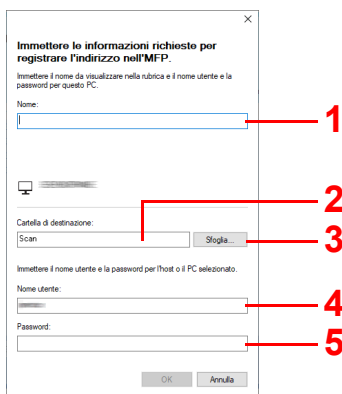 Immettere le informazioni richieste per
registrare l'indirizzo nell'MFP.
Immettere il nome da visualizzare nella rubrica e il nome utente e la
password per questo PC.
Nome:
1
2
Cartella di destinazione:
Scan
Sfoglia...
3
Immettere il nome utente e la password per l'host o il PC selezionato.
Nome utente:
4
Password:
5
OK
Annulla